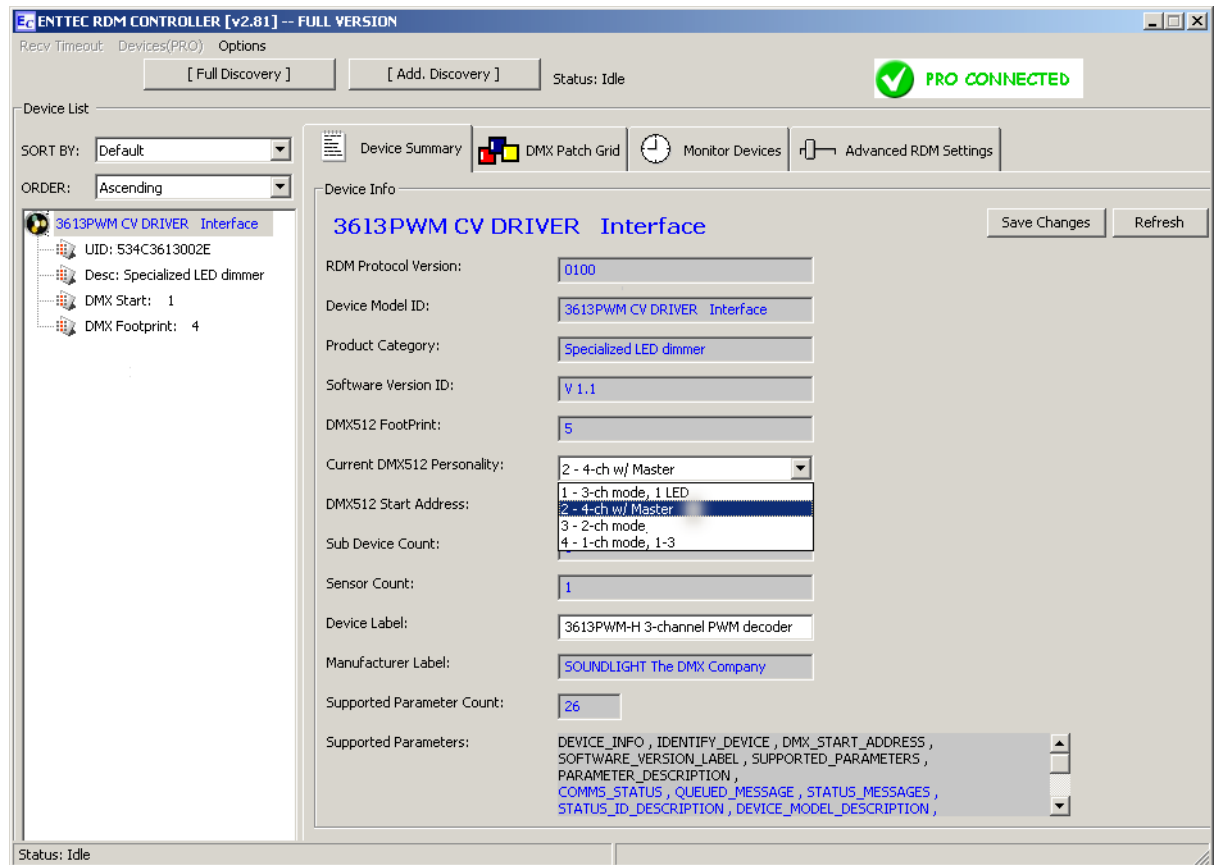 ENTTEC RDM CONTROLLER [v2.81] -- FULL VERSION
Recv Timeout Devices(PRO) Options
[ Full Discovery ] [ Add. Discovery ] Status: Idle PRO CONNECTED
Device List
SORT BY: Default
ORDER: Ascending
3613PWM CV DRIVER Interface
UID: 534C3613002E
Desc: Specialized LED dimmer
DMX Start: 1
DMX Footprint: 4
Device Summary DMX Patch Grid Monitor Devices Advanced RDM Settings
Device Info
3613PWM CV DRIVER Interface Save Changes Refresh
RDM Protocol Version: 0100
Device Model ID: 3613PWM CV DRIVER Interface
Product Category: Specialized LED dimmer
Software Version ID: V 1.1
DMX512 FootPrint: 5
Current DMX512 Personality: 2 - 4-ch w/ Master
1 - 3-ch mode, 1 LED
DMX512 Start Address: 2 - 4-ch w/ Master
3 - 2-ch mode
Sub Device Count: 4 - 1-ch mode, 1-3
Sensor Count: 1
Device Label: 3613PWM-H 3-channel PWM decoder
Manufacturer Label: SOUNDLIGHT The DMX Company
Supported Parameter Count: 26
Supported Parameters: DEVICE_INFO , IDENTIFY_DEVICE , DMX_START_ADDRESS ,
SOFTWARE_VERSION_LABEL , SUPPORTED_PARAMETERS ,
PARAMETER_DESCRIPTION ,
COMMS_STATUS , QUEUED_MESSAGE , STATUS_MESSAGES ,
STATUS_ID_DESCRIPTION , DEVICE_MODEL_DESCRIPTION ,
Status: Idle